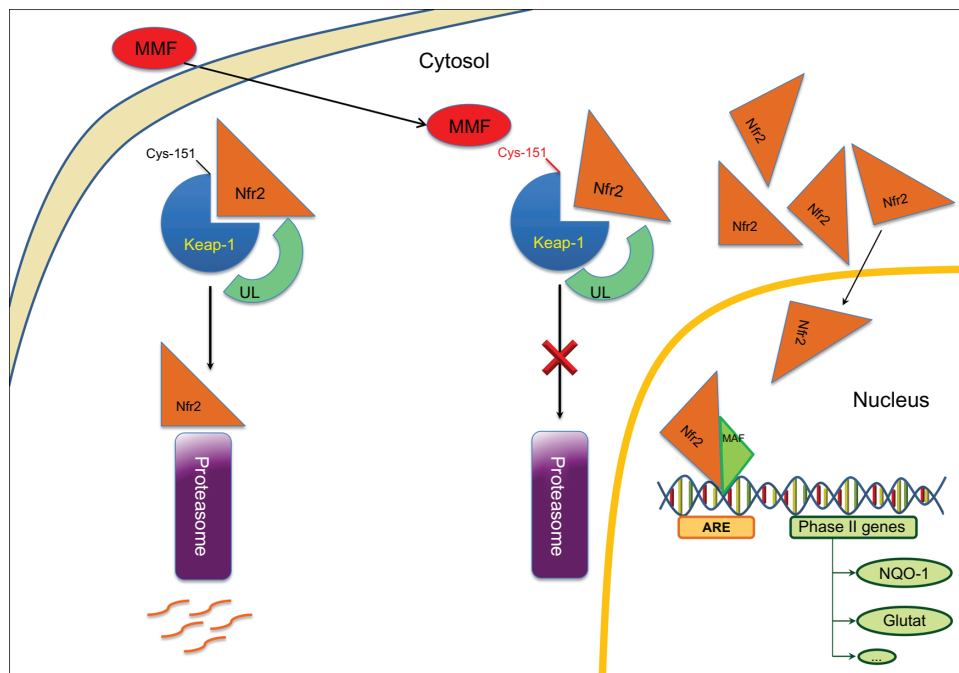 MMF
Cytosol
MMF
Cys-151
Nfr2
Keap-1
UL
Cys-151
Nfr2
Keap-1
UL
Nfr2
Nfr2
Nfr2
Nfr2
Nfr2
Nucleus
Nfr2
Proteasome
Proteasome
Nfr2
MAF
ARE
Phase II genes
NQO-1
Glutat
...